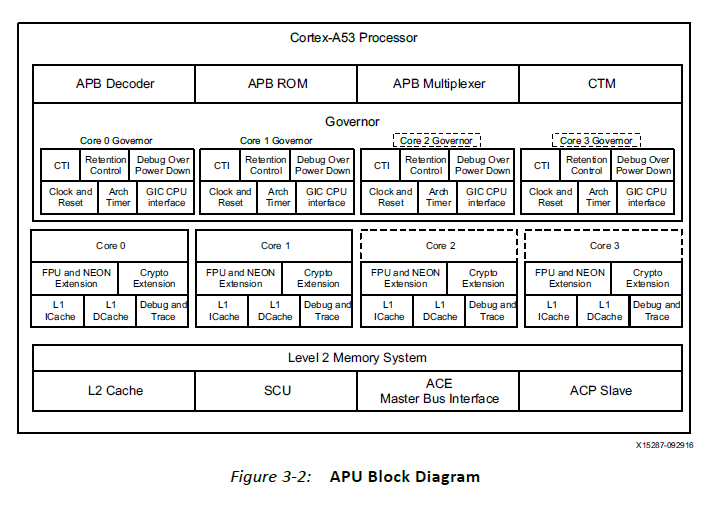 Cortex-A53 Processor
APB Decoder
APB ROM
APB Multiplexer
CTM
Governor
Core 0 Governor
Core 1 Governor
Core 2 Governor
Core 3 Governor
CTI
Retention
Control
Debug Over
Power Down
CTI
Retention
Control
Debug Over
Power Down
CTI
Retention
Control
Debug Over
Power Down
CTI
Retention
Control
Debug Over
Power Down
Clock and
Reset
Arch
Timer
GIC CPU
interface
Clock and
Reset
Arch
Timer
GIC CPU
interface
Clock and
Reset
Arch
Timer
GIC CPU
interface
Clock and
Reset
Arch
Timer
GIC CPU
interface
Core 0
Core 1
Core 2
Core 3
FPU and NEON
Extension
Crypto
Extension
FPU and NEON
Extension
Crypto
Extension
FPU and NEON
Extension
Crypto
Extension
FPU and NEON
Extension
Crypto
Extension
L1
ICache
L1
DCache
Debug and
Trace
L1
ICache
L1
DCache
Debug and
Trace
L1
ICache
L1
DCache
Debug and
Trace
L1
ICache
L1
DCache
Debug and
Trace
Level 2 Memory System
L2 Cache
SCU
ACE
Master Bus Interface
ACP Slave
X15287-092916
Figure 3-2: APU Block Diagram